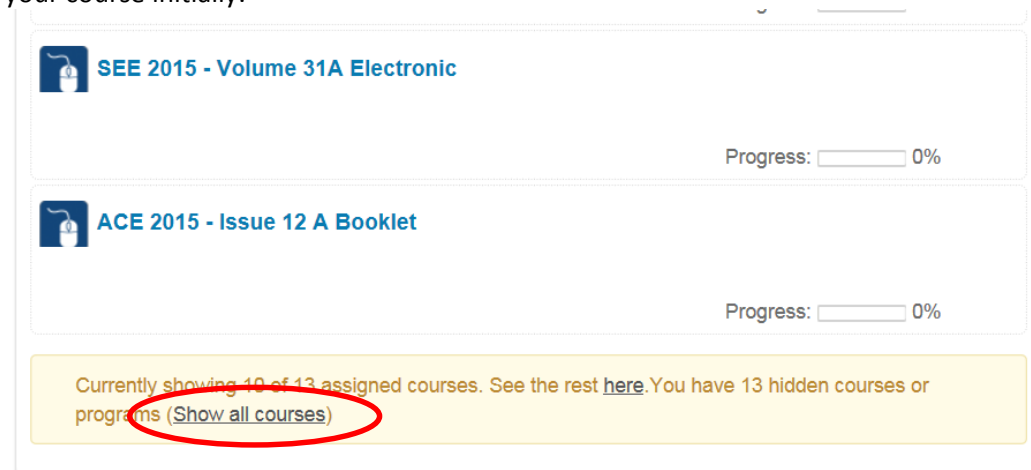 your course initially.
SEE 2015 - Volume 31A Electronic
Progress: 0%
ACE 2015 - Issue 12 A Booklet
Progress: 0%
Currently showing 10 of 13 assigned courses. See the rest here.You have 13 hidden courses or
programs (Show all courses)